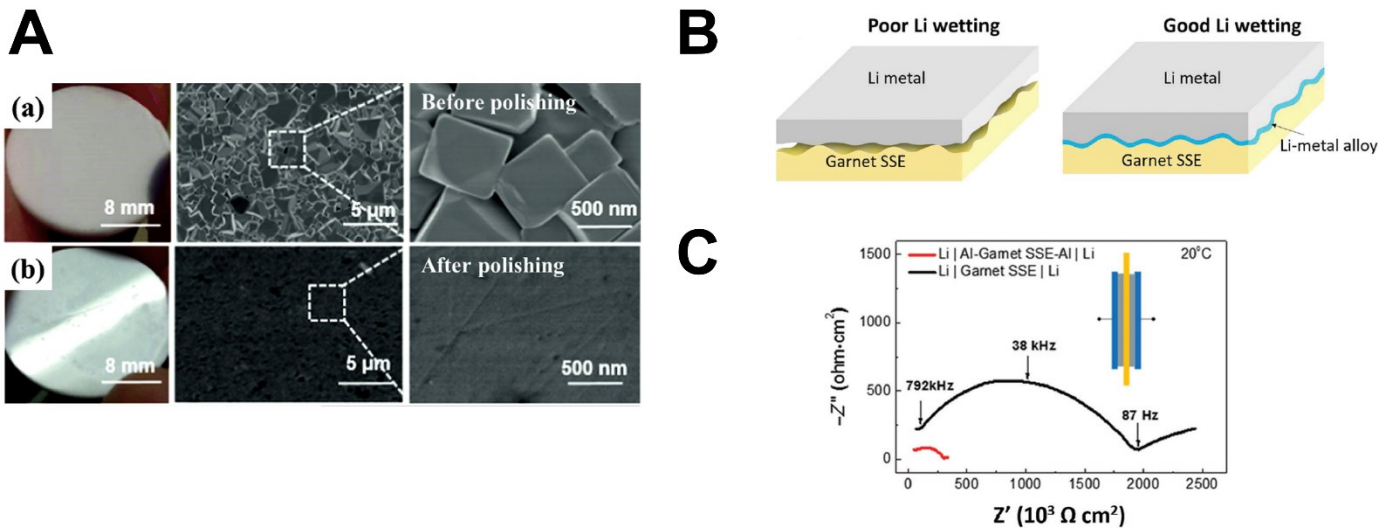 A
(a)
8 mm
5 µm
Before polishing
500 nm
(b)
8 mm
5 µm
After polishing
500 nm
B
Poor Li wetting
Good Li wetting
Li metal
Garnet SSE
Li metal
Garnet SSE
Li-metal alloy
C
Li | Al-Garnet SSE-Al | Li
Li | Garnet SSE | Li
20°C
–Z" (ohm·cm²)
1500
1000
500
0
792kHz
38 kHz
87 Hz
0
500
1000
1500
2000
2500
Z' (10³ Ω cm²)